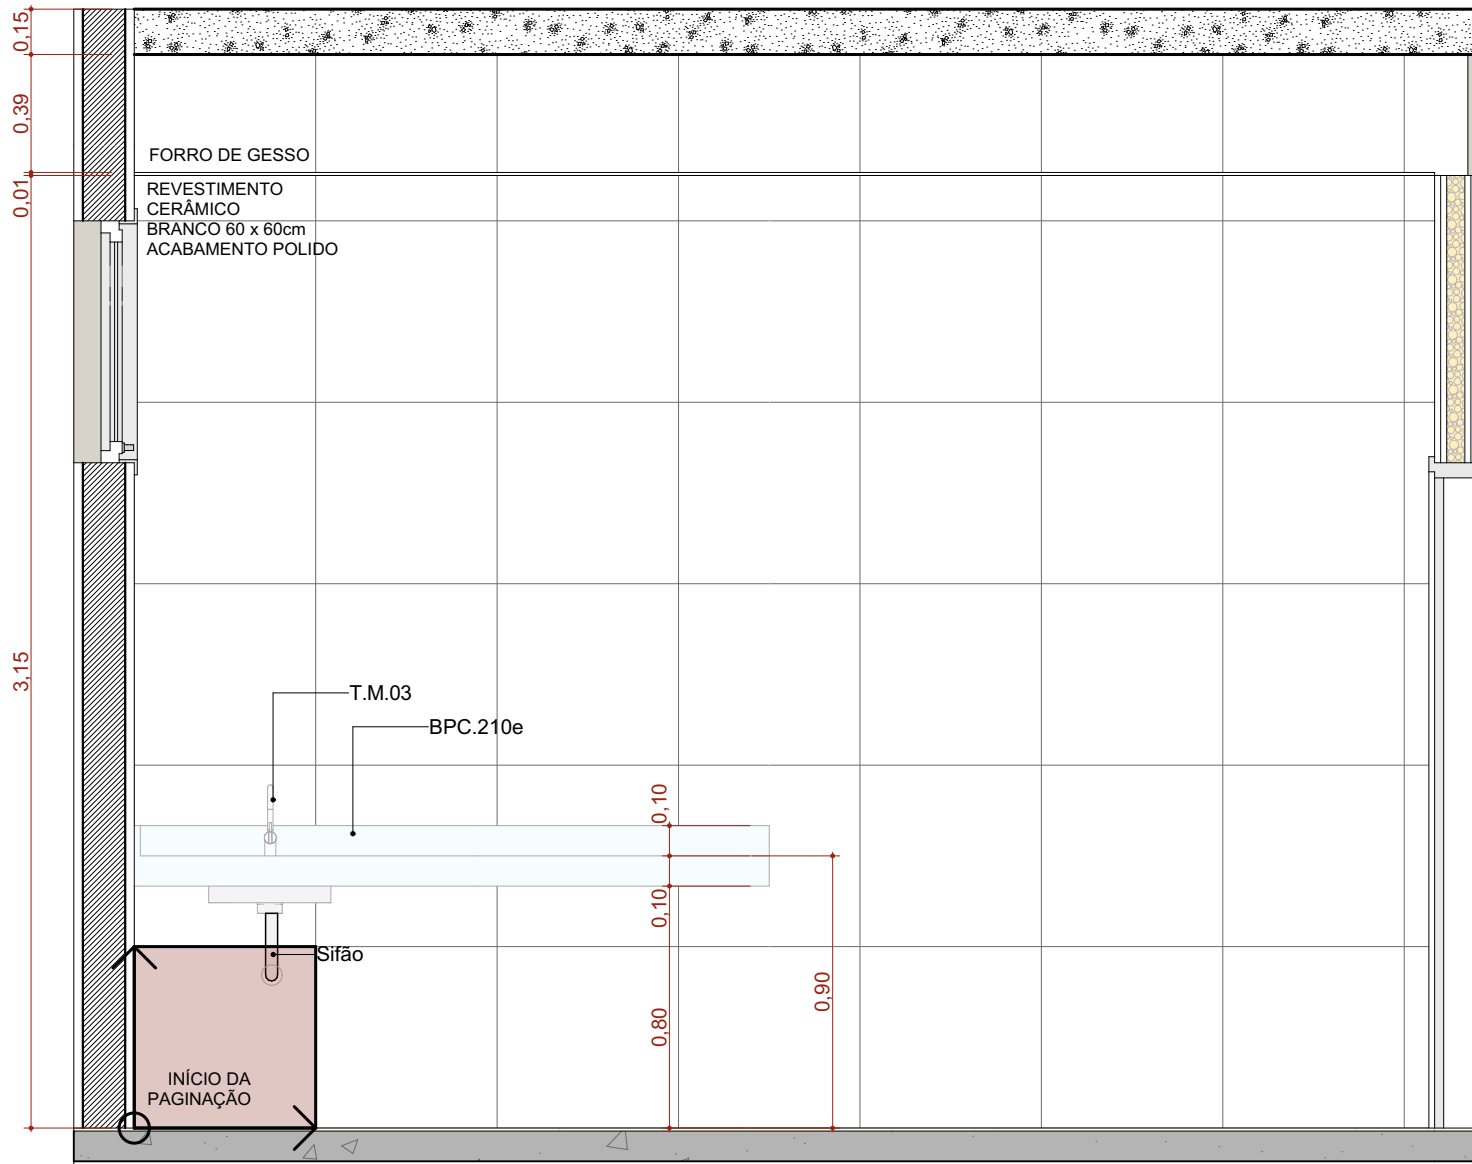 0,15
0,39
FORRO DE GESSO
0,01
REVESTIMENTO
CERÂMICO
BRANCO 60 x 60cm
ACABAMENTO POLIDO
3,15
T.M.03
BPC.210e
0,10
0,10
Sifão
0,90
0,80
INÍCIO DA
PAGINAÇÃO